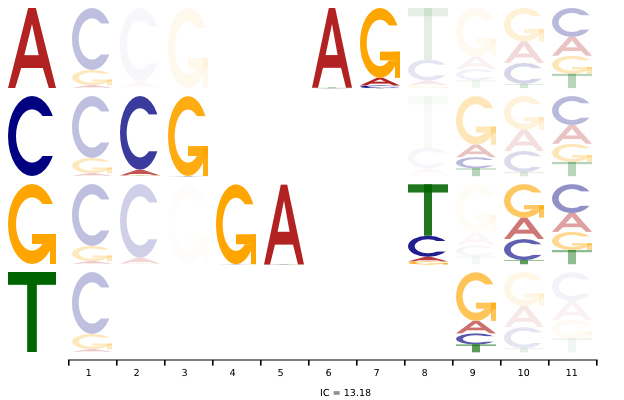 A C C G A G T G G C
G A C A A A
C C C G T G G C
G A C A A A
G C C G G A T G G C
G A C A A A
T C G G C
G A A A
1 2 3 4 5 6 7 8 9 10 11
IC = 13.18